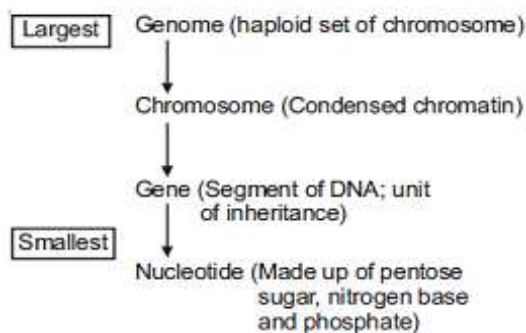 Largest
Genome (haploid set of chromosome)
Chromosome (Condensed chromatin)
Gene (Segment of DNA; unit
of inheritance)
Smallest
Nucleotide (Made up of pentose
sugar, nitrogen base
and phosphate)